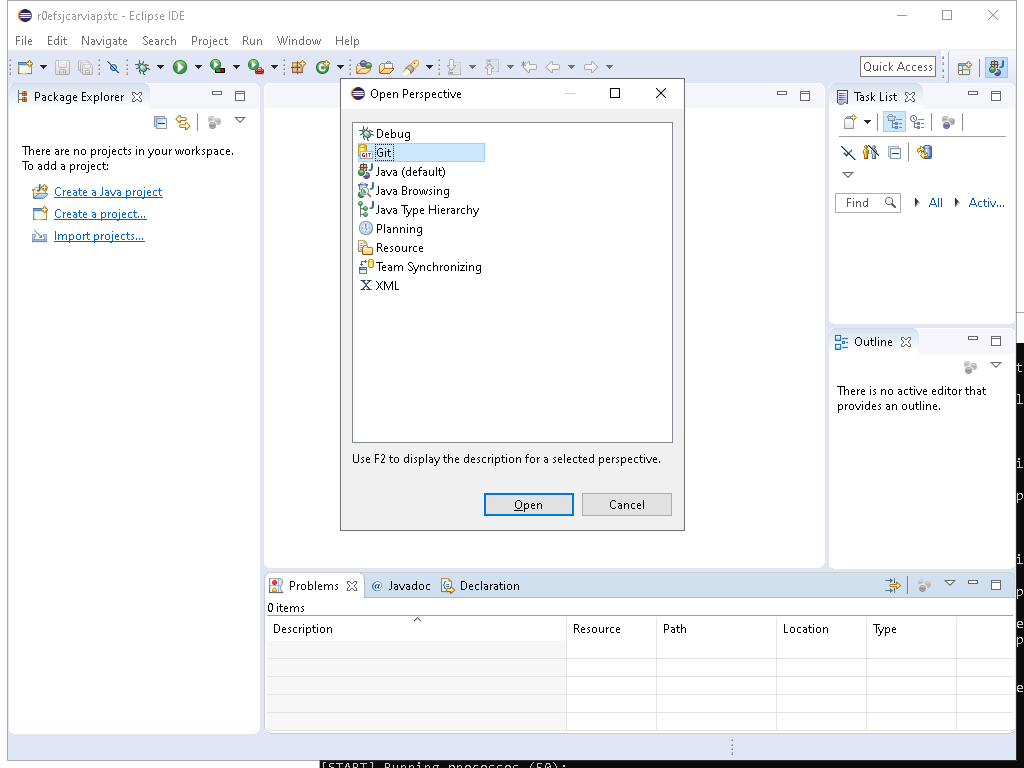 r0efsjcarviapstc - Eclipse IDE
File Edit Navigate Search Project Run Window Help
Quick Access
Package Explorer
There are no projects in your workspace.
To add a project:
Create a Java project
Create a project...
Import projects...
Open Perspective
Debug
GIT Git
Java (default)
Java Browsing
Java Type Hierarchy
Planning
Resource
Team Synchronizing
XML
Use F2 to display the description for a selected perspective.
Open Cancel
Task List
Find All Activ...
Outline
There is no active editor that
provides an outline.
Problems @ Javadoc Declaration
0 items
Description Resource Path Location Type
[START] Running processes (50):